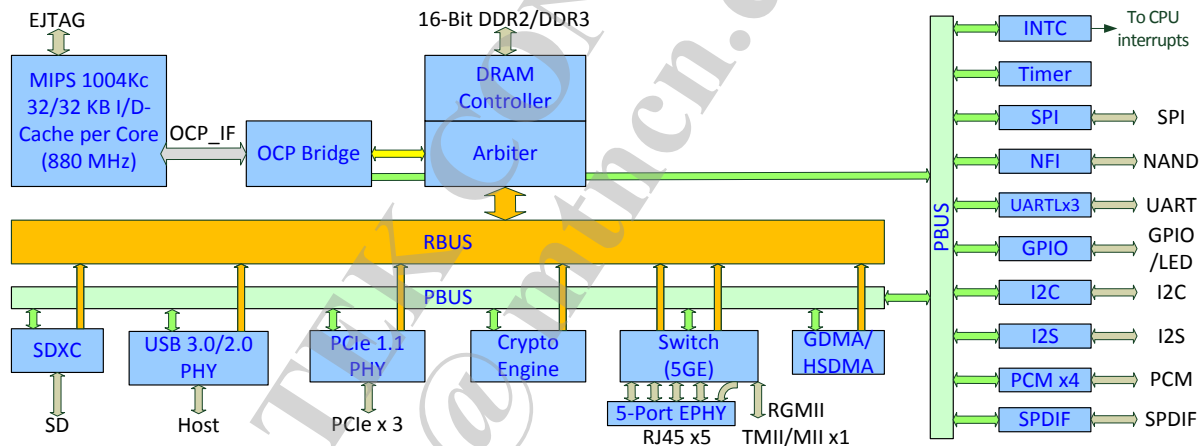 EJTAG
16-Bit DDR2/DDR3
MIPS 1004Kc
32/32 KB I/D-
Cache per Core
(880 MHz)
OCP_IF
OCP Bridge
DRAM
Controller
Arbiter
RBUS
PBUS
SDXC
USB 3.0/2.0
PHY
PCIe 1.1
PHY
Crypto
Engine
Switch
(5GE)
GDMA/
HSDMA
5-Port EPHY
SD
Host
PCIe x 3
RJ45 x5
RGMII
TMII/MII x1
PBUS
INTC
To CPU
interrupts
Timer
SPI
SPI
NFI
NAND
UARTLx3
UART
GPIO
GPIO
/LED
I2C
I2C
I2S
I2S
PCM x4
PCM
SPDIF
SPDIF
TEK CON
@mtncn.c